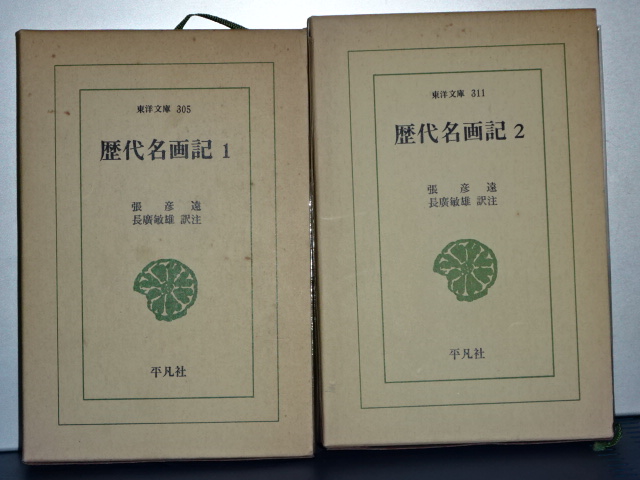 東洋文庫 305
歴代名画記 1
張彦遠
長廣敏雄 訳注
平凡社
東洋文庫 311
歴代名画記 2
張彦遠
長廣敏雄 訳注
平凡社